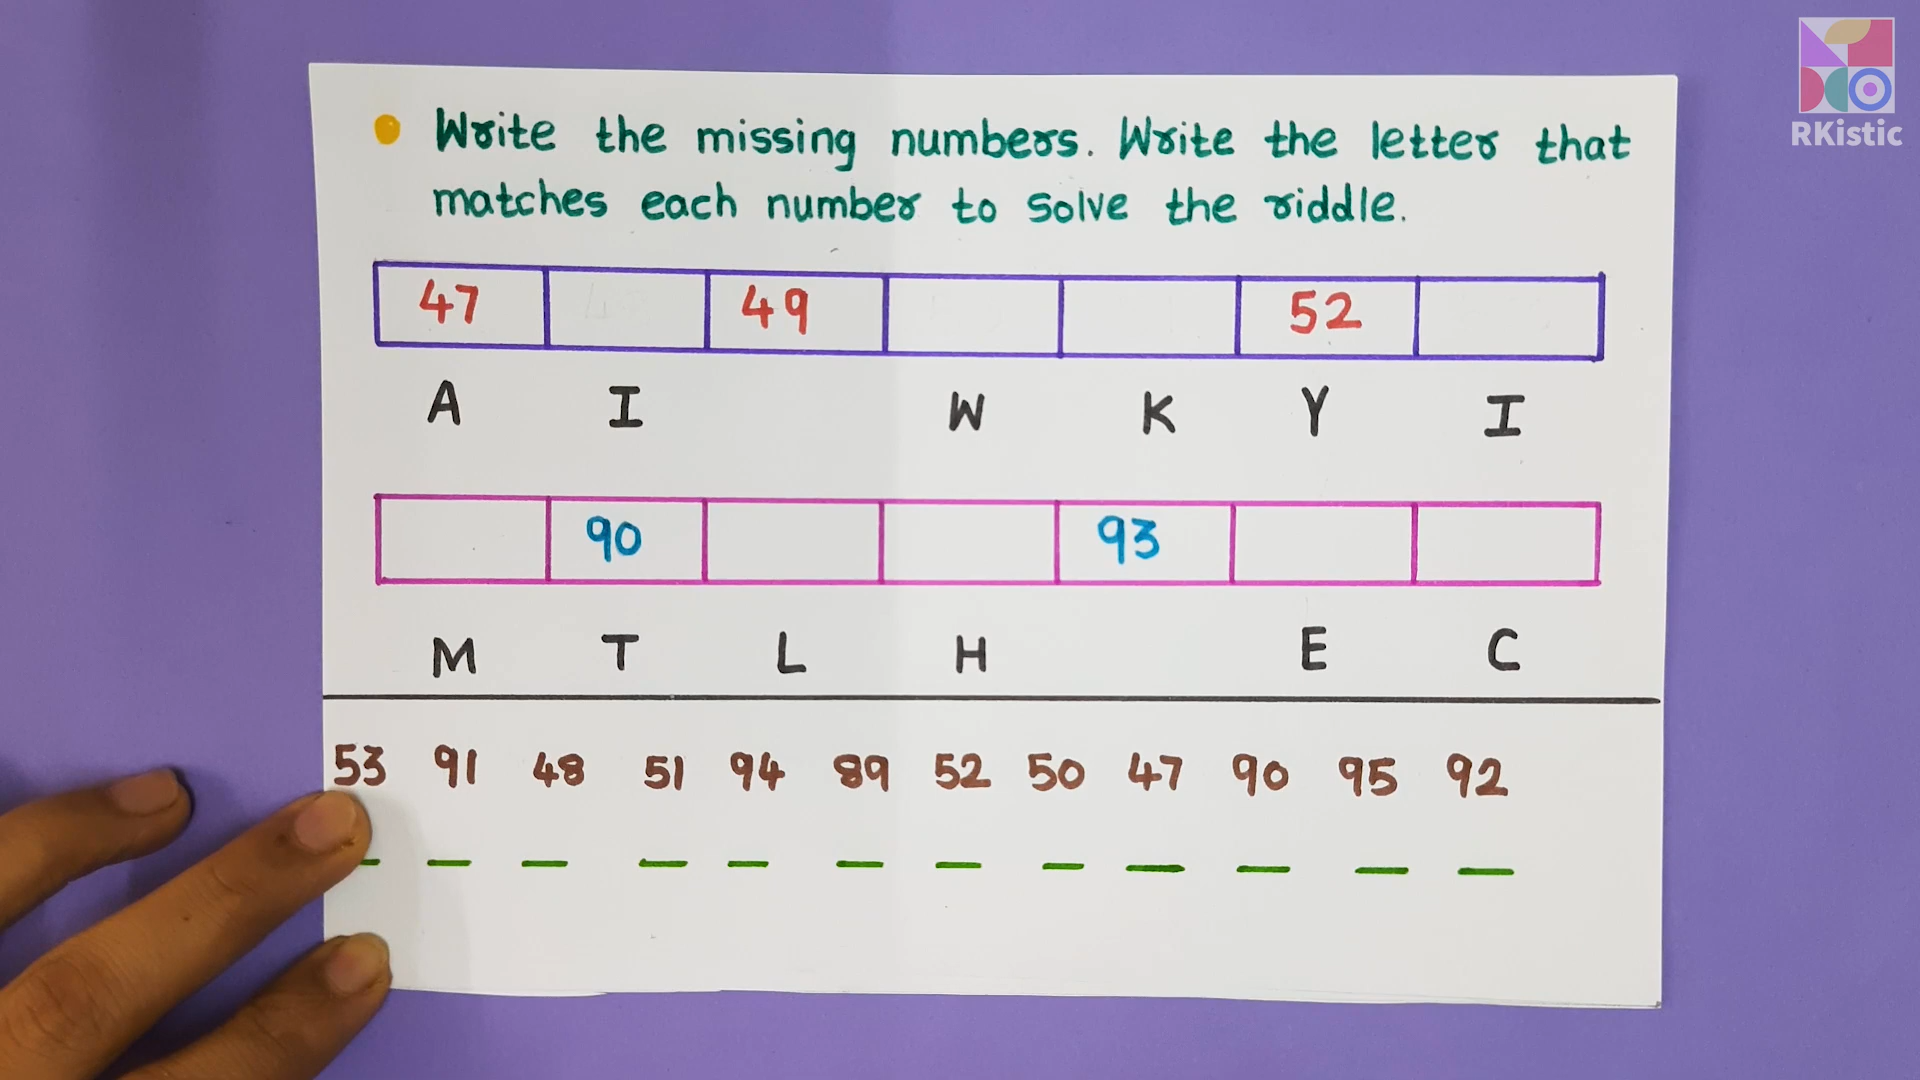 RKistic
Write the missing numbers. Write the letter that
matches each number to solve the riddle.
47 49 52
A I W K Y I
90 93
M T L H E C
53 91 48 51 94 89 52 50 47 90 95 92